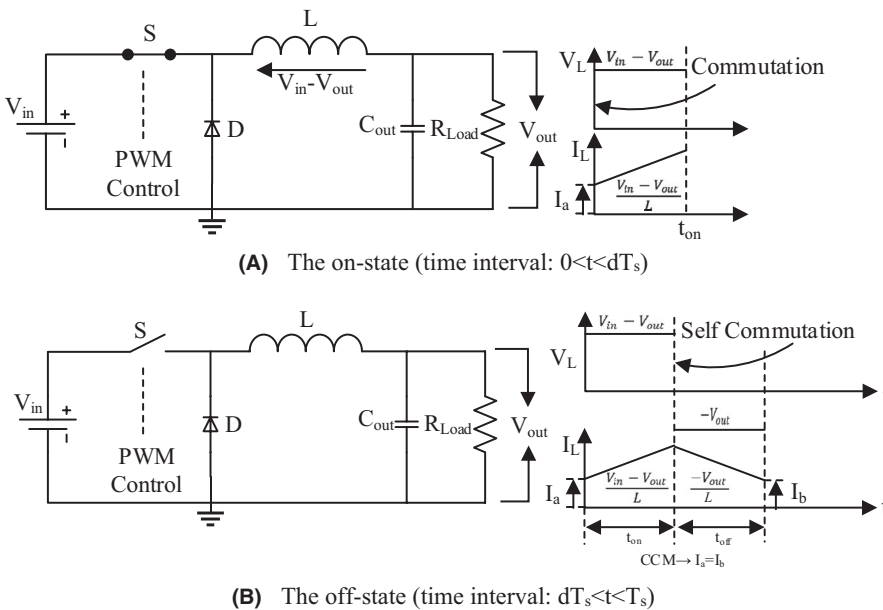 S
L
V_in
+
-
PWM
Control
D
V_in-V_out
C_out
R_Load
V_out
V_L
V_in − V_out
Commutation
I_L
I_a
V_in − V_out
L
t_on
(A) The on-state (time interval: 0<t<dT_s)
S
L
V_in
+
-
PWM
Control
D
C_out
R_Load
V_out
V_L
V_in − V_out
Self Commutation
−V_out
I_L
I_a
V_in − V_out
L
−V_out
L
I_b
t
t_on
t_off
CCM→ I_a=I_b
(B) The off-state (time interval: dT_s<t<T_s)